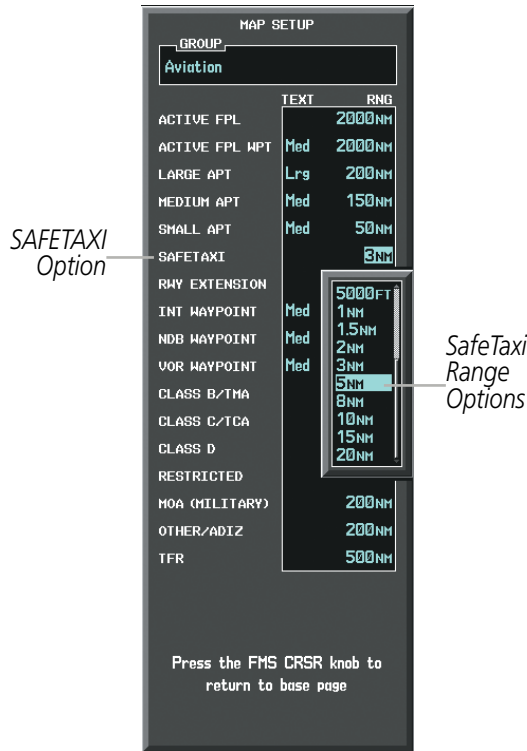 MAP SETUP
GROUP
Aviation
TEXT RNG
ACTIVE FPL 2000NM
ACTIVE FPL WPT Med 2000NM
LARGE APT Lrg 200NM
MEDIUM APT Med 150NM
SMALL APT Med 50NM
SAFETAXI 3NM
RWY EXTENSION
INT WAYPOINT Med
NDB WAYPOINT Med
VOR WAYPOINT Med
CLASS B/TMA
CLASS C/TCA
CLASS D
RESTRICTED
MOA (MILITARY) 200NM
OTHER/ADIZ 200NM
TFR 500NM
5000FT
1NM
1.5NM
2NM
3NM
5NM
8NM
10NM
15NM
20NM
Press the FMS CRSR knob to
return to base page
SAFETAXI
Option
SafeTaxi
Range
Options